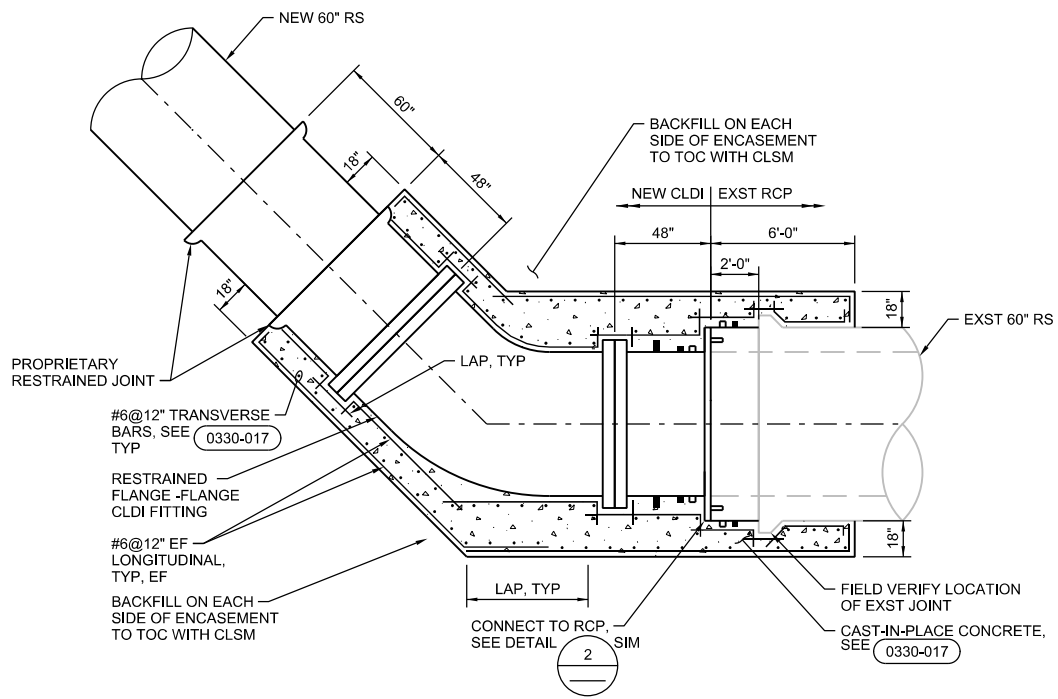 NEW 60" RS
60"
18"
48"
BACKFILL ON EACH
SIDE OF ENCASEMENT
TO TOC WITH CLSM
NEW CLDI
EXST RCP
48"
6'-0"
2'-0"
18"
EXST 60" RS
18"
PROPRIETARY
RESTRAINED JOINT
LAP, TYP
#6@12" TRANSVERSE
BARS, SEE 0330-017
TYP
RESTRAINED
FLANGE -FLANGE
CLDI FITTING
#6@12" EF
LONGITUDINAL,
TYP, EF
BACKFILL ON EACH
SIDE OF ENCASEMENT
TO TOC WITH CLSM
LAP, TYP
18"
CONNECT TO RCP,
SEE DETAIL SIM
2
FIELD VERIFY LOCATION
OF EXST JOINT
CAST-IN-PLACE CONCRETE,
SEE 0330-017